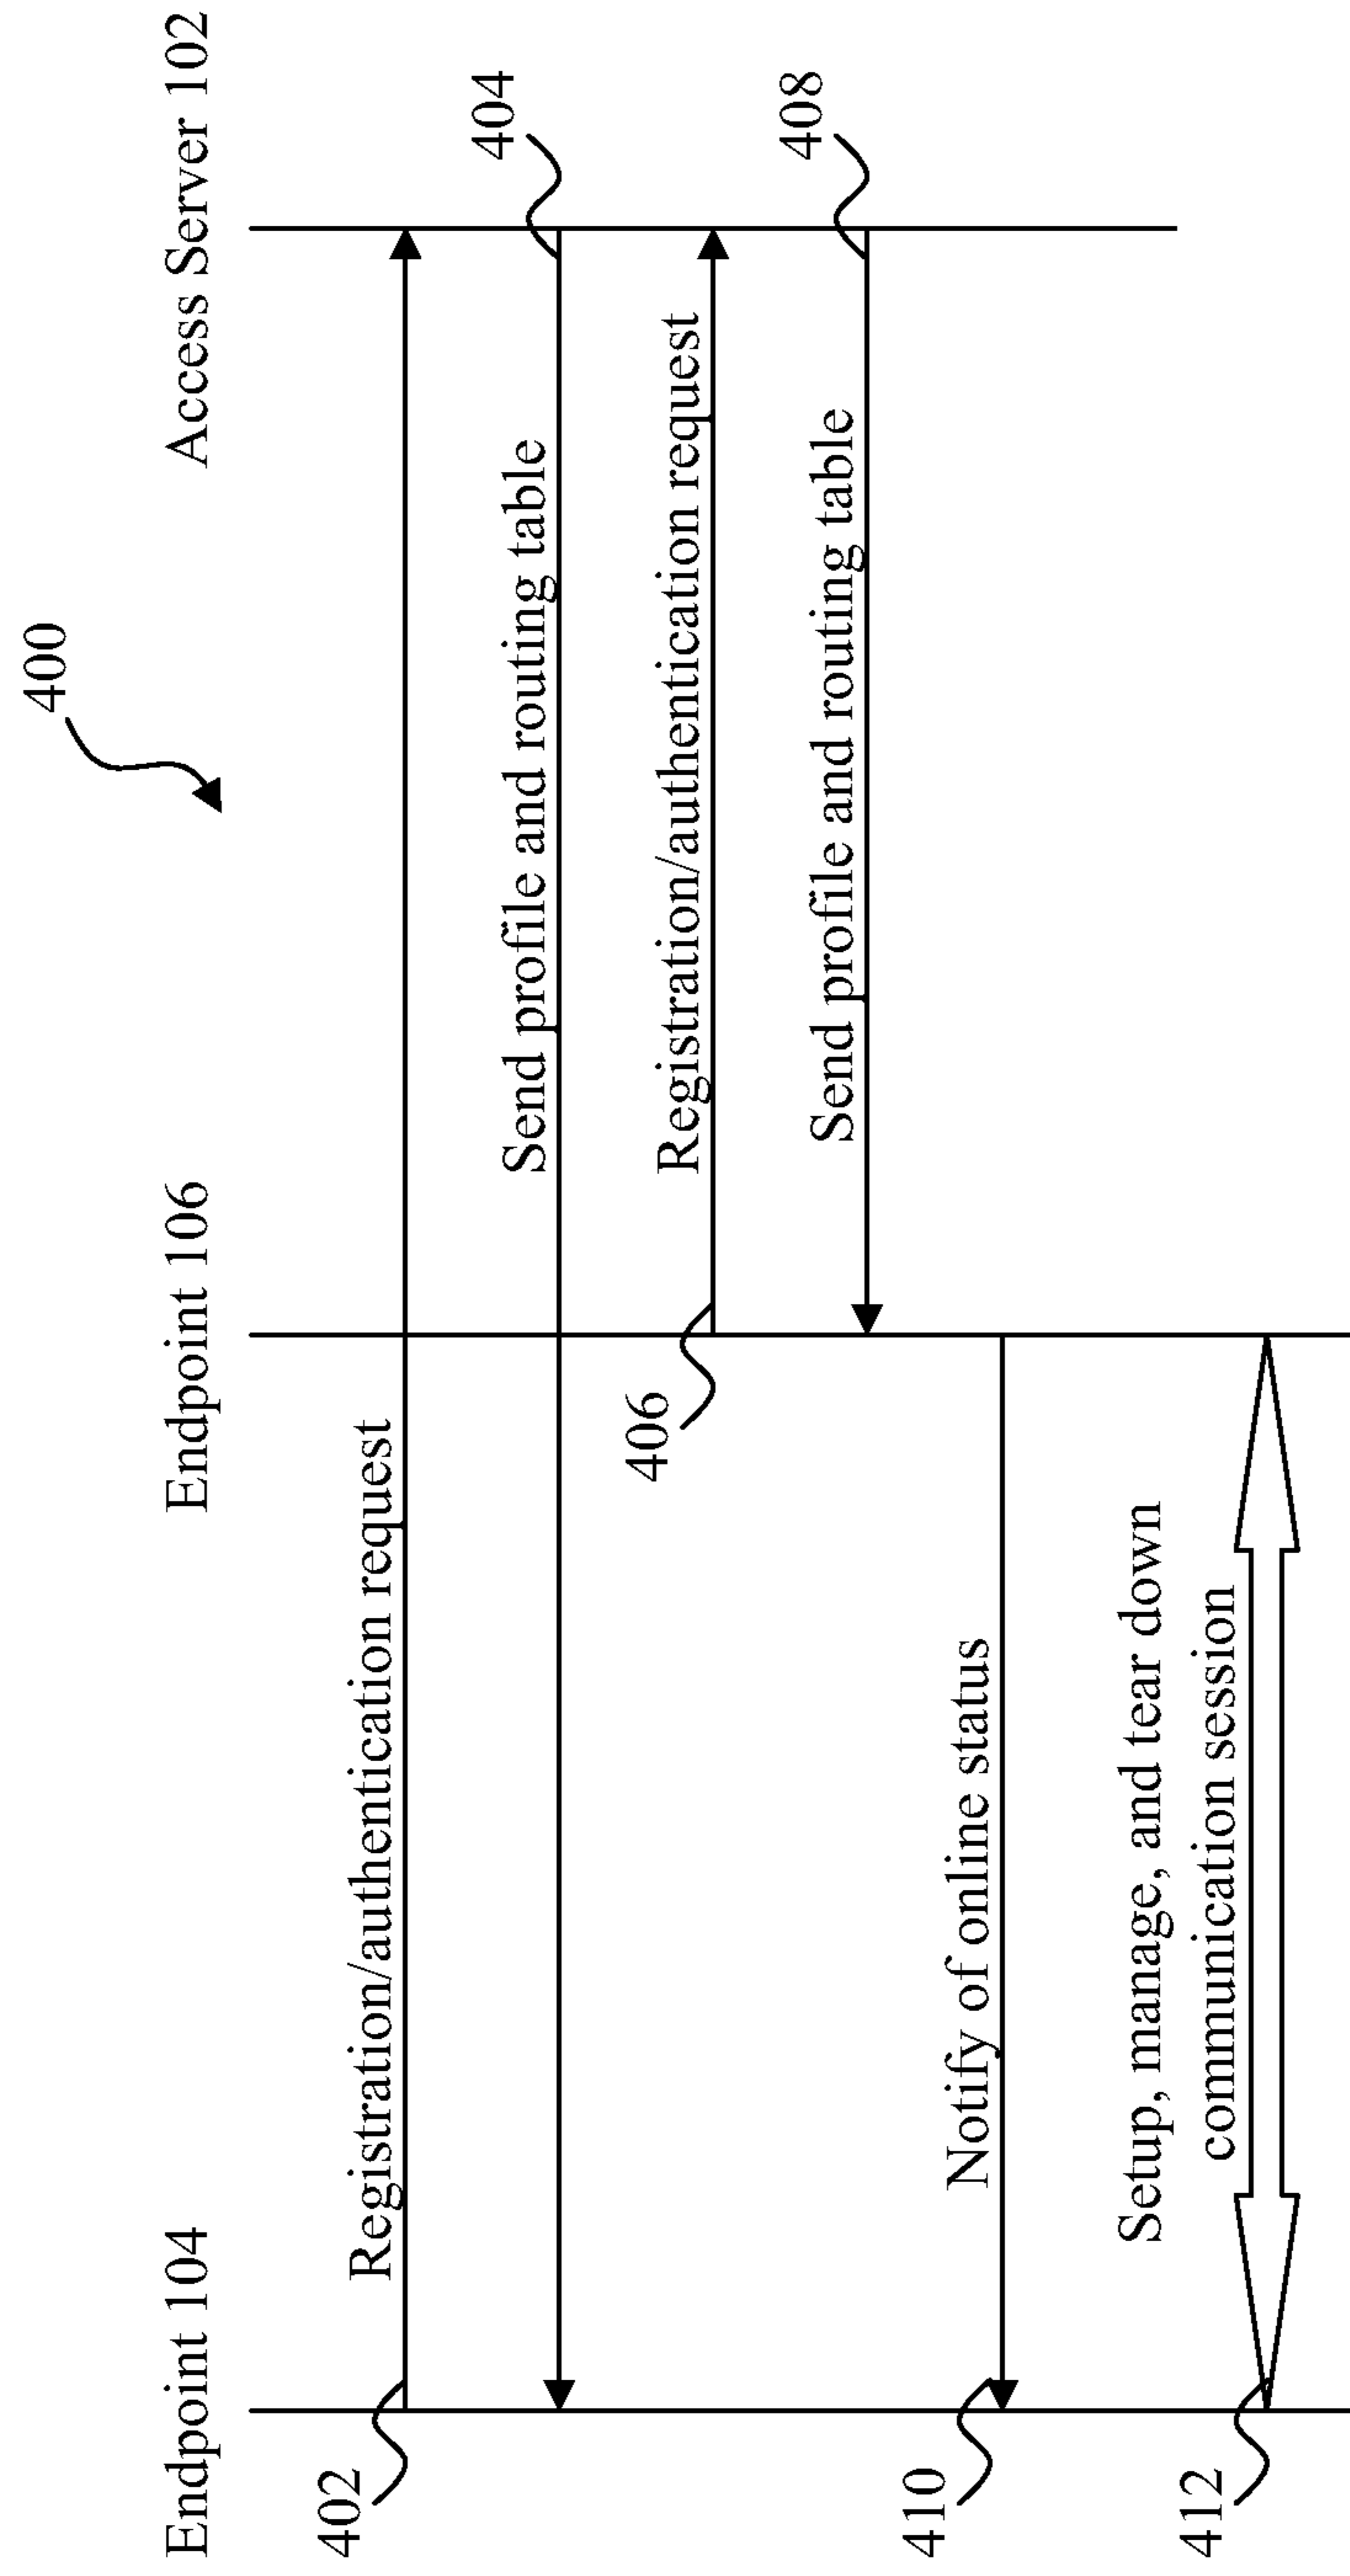 400
Endpoint 104
Endpoint 106
Access Server 102
402
Registration/authentication request
404
Send profile and routing table
406
Registration/authentication request
408
Send profile and routing table
410
Notify of online status
412
Setup, manage, and tear down
communication session